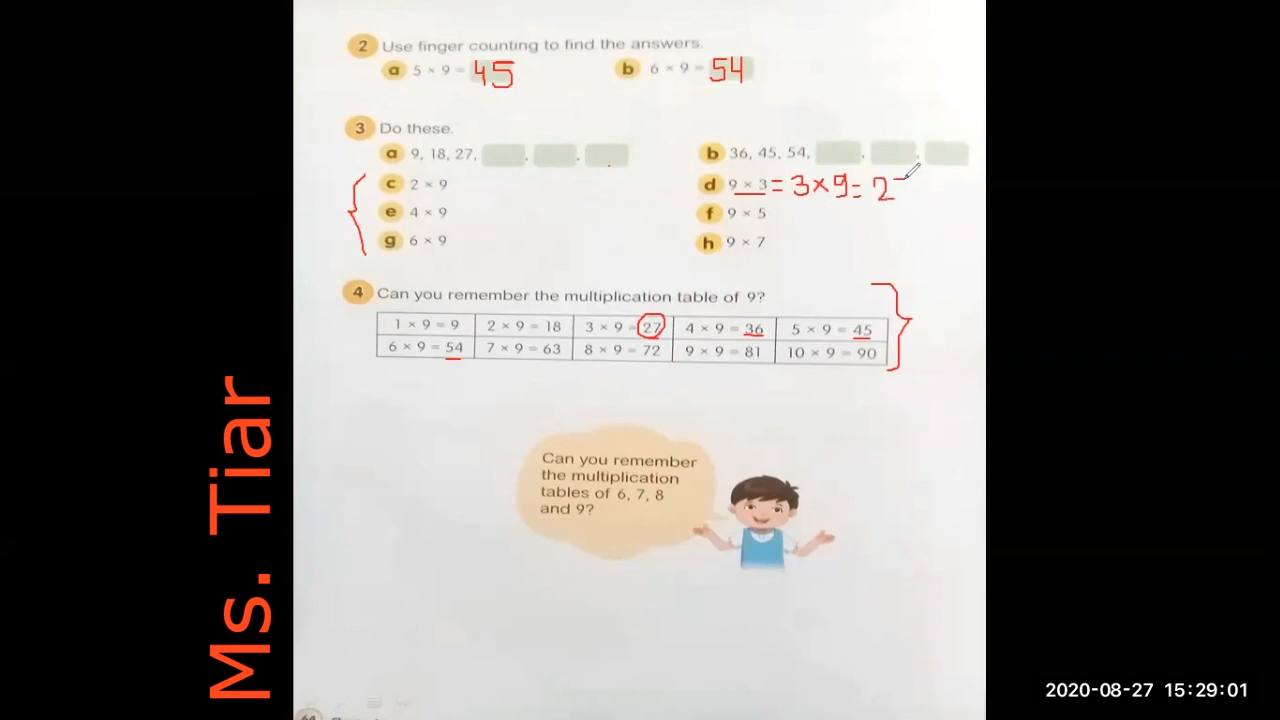 2 Use finger counting to find the answers.
a 5 × 9 = 45 b 6 × 9 = 54
3 Do these.
a 9, 18, 27, , , b 36, 45, 54, , ,
c 2 × 9 d 9 × 3 = 3 × 9 = 2
e 4 × 9 f 9 × 5
g 6 × 9 h 9 × 7
4 Can you remember the multiplication table of 9?
1 × 9 = 9 2 × 9 = 18 3 × 9 = 27 4 × 9 = 36 5 × 9 = 45
6 × 9 = 54 7 × 9 = 63 8 × 9 = 72 9 × 9 = 81 10 × 9 = 90
Can you remember
the multiplication
tables of 6, 7, 8
and 9?
Ms. Tiar
2020-08-27 15:29:01